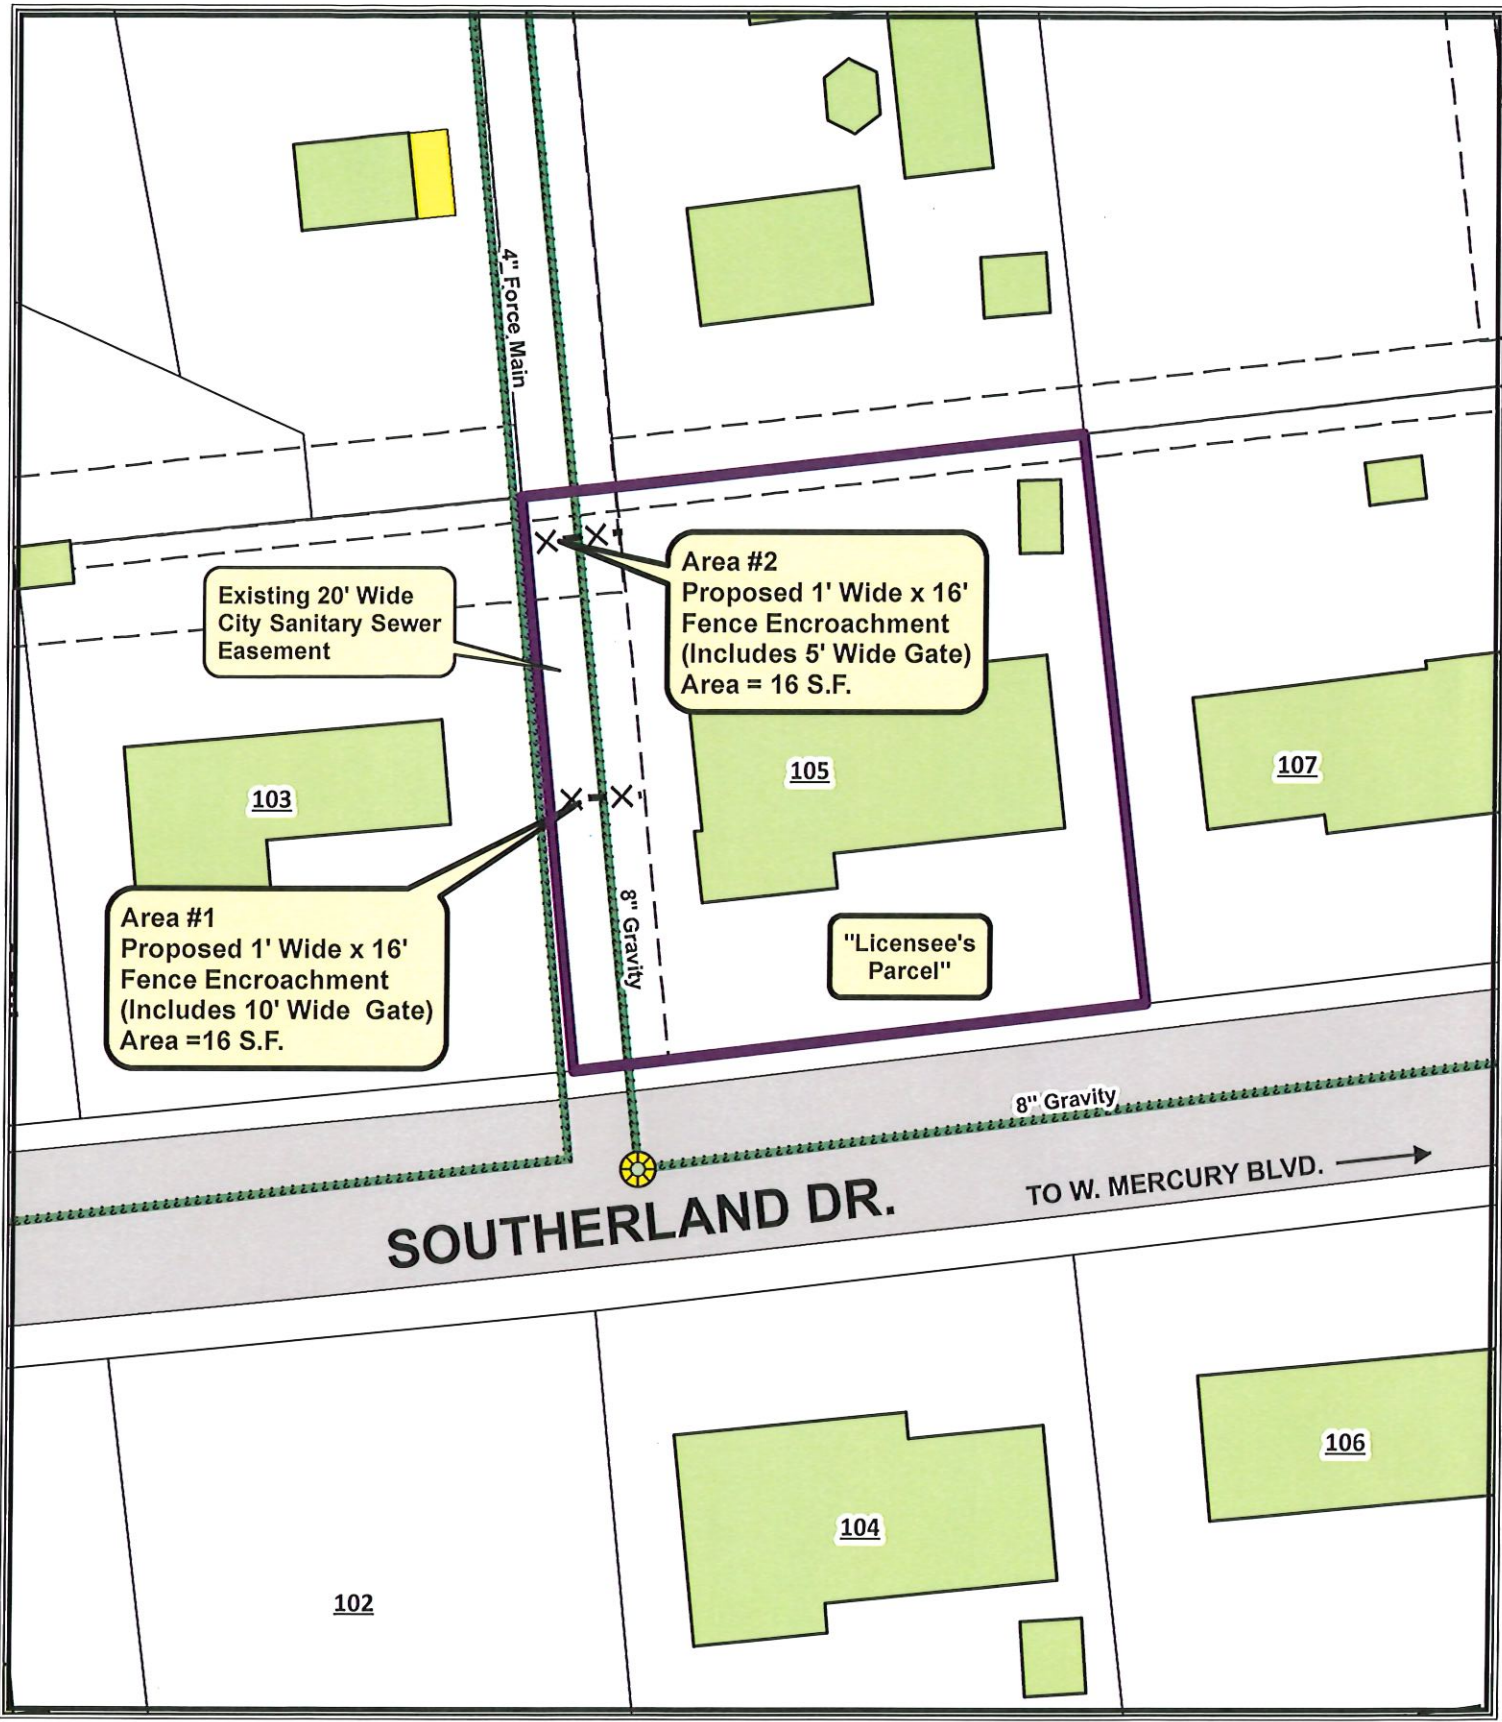 4" Force Main
Area #2
Proposed 1' Wide x 16'
Fence Encroachment
(Includes 5' Wide Gate)
Area = 16 S.F.
Existing 20' Wide
City Sanitary Sewer
Easement
103
105
107
Area #1
Proposed 1' Wide x 16'
Fence Encroachment
(Includes 10' Wide Gate)
Area =16 S.F.
8" Gravity
"Licensee's
Parcel"
8" Gravity
TO W. MERCURY BLVD.
SOUTHERLAND DR.
106
104
102